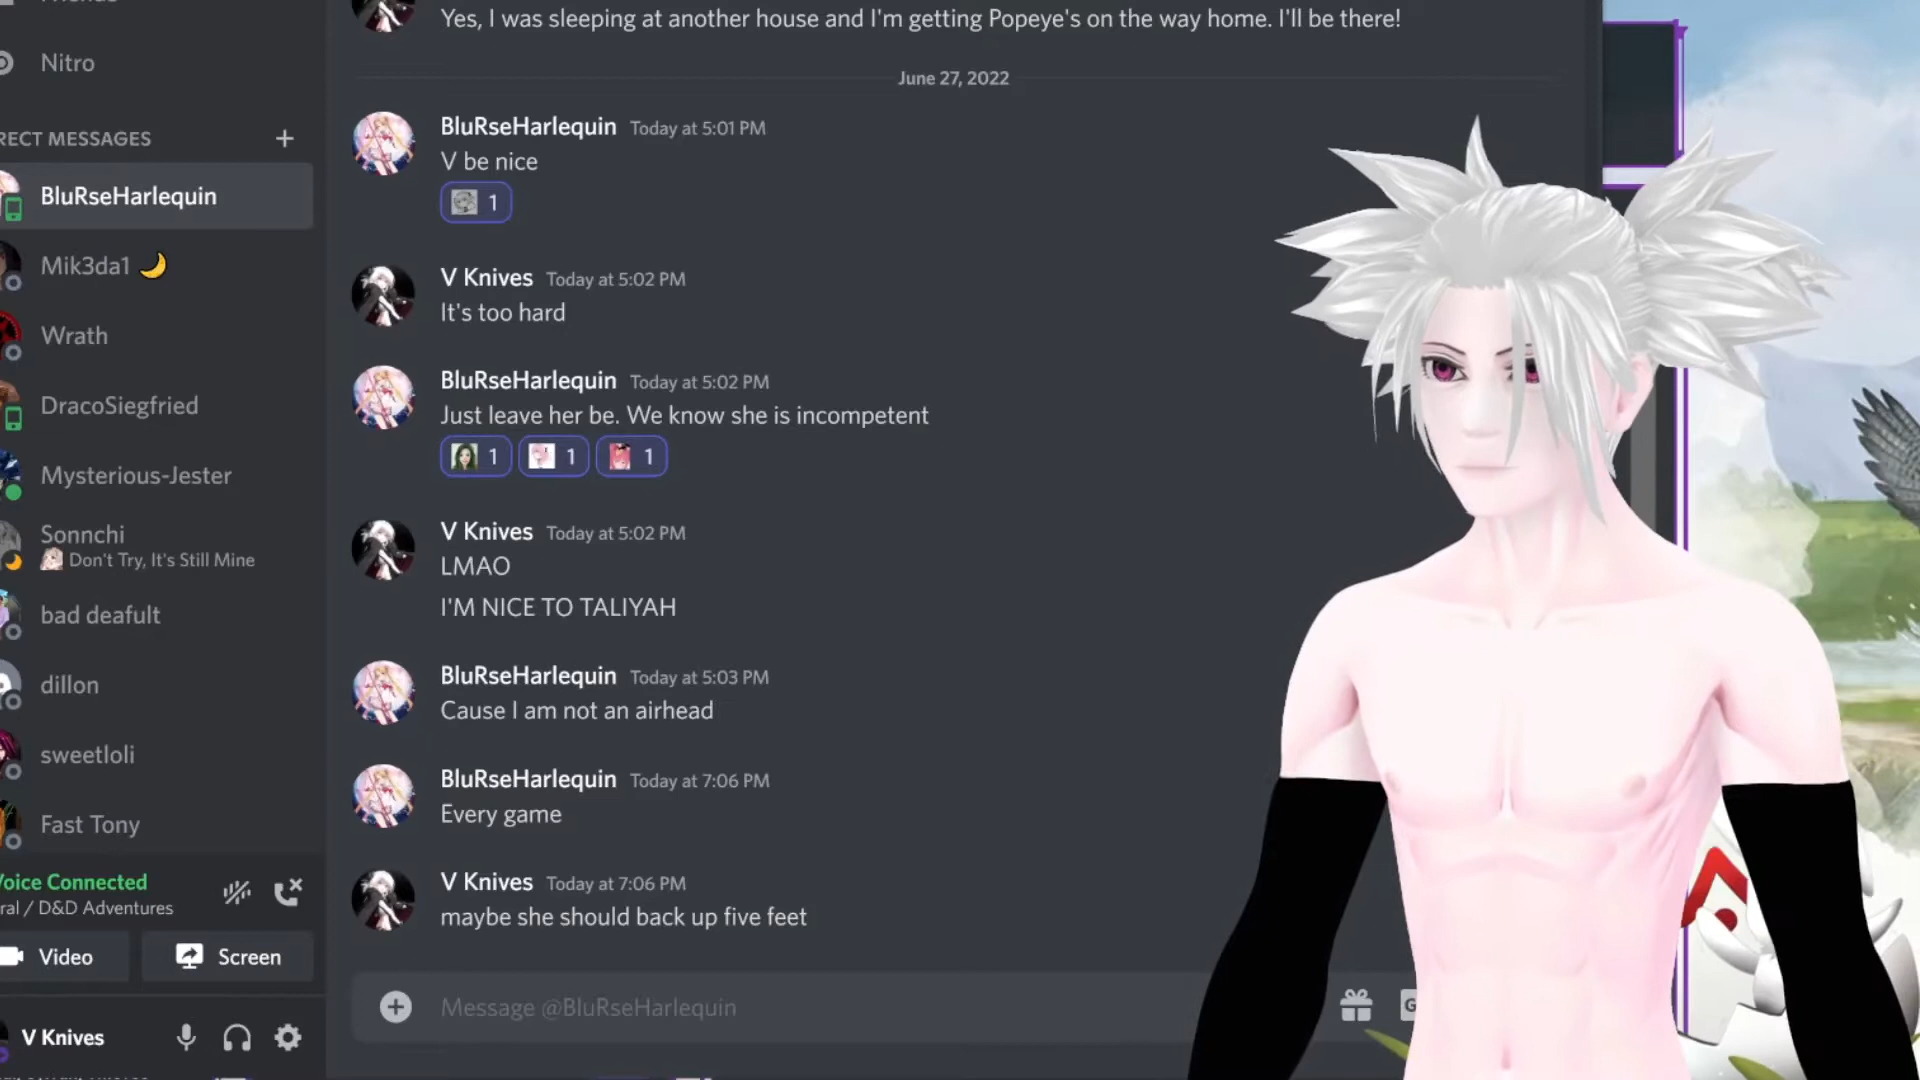 Nitro
RECT MESSAGES
BluRseHarlequin
Mik3da1 🌙
Wrath
DracoSiegfried
Mysterious-Jester
Sonnchi
Don't Try, It's Still Mine
bad deafult
dillon
sweetloli
Fast Tony
Voice Connected
ral / D&D Adventures
Video
Screen
V Knives
Yes, I was sleeping at another house and I'm getting Popeye's on the way home. I'll be there!
June 27, 2022
BluRseHarlequin Today at 5:01 PM
V be nice
1
V Knives Today at 5:02 PM
It's too hard
BluRseHarlequin Today at 5:02 PM
Just leave her be. We know she is incompetent
1 1 1
V Knives Today at 5:02 PM
LMAO
I'M NICE TO TALIYAH
BluRseHarlequin Today at 5:03 PM
Cause I am not an airhead
BluRseHarlequin Today at 7:06 PM
Every game
V Knives Today at 7:06 PM
maybe she should back up five feet
Message @BluRseHarlequin